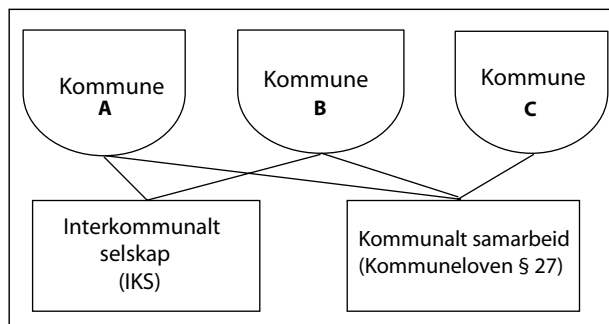 Kommune
A
Kommune
B
Kommune
C
Interkommunalt
selskap
(IKS)
Kommunalt samarbeid
(Kommuneloven § 27)